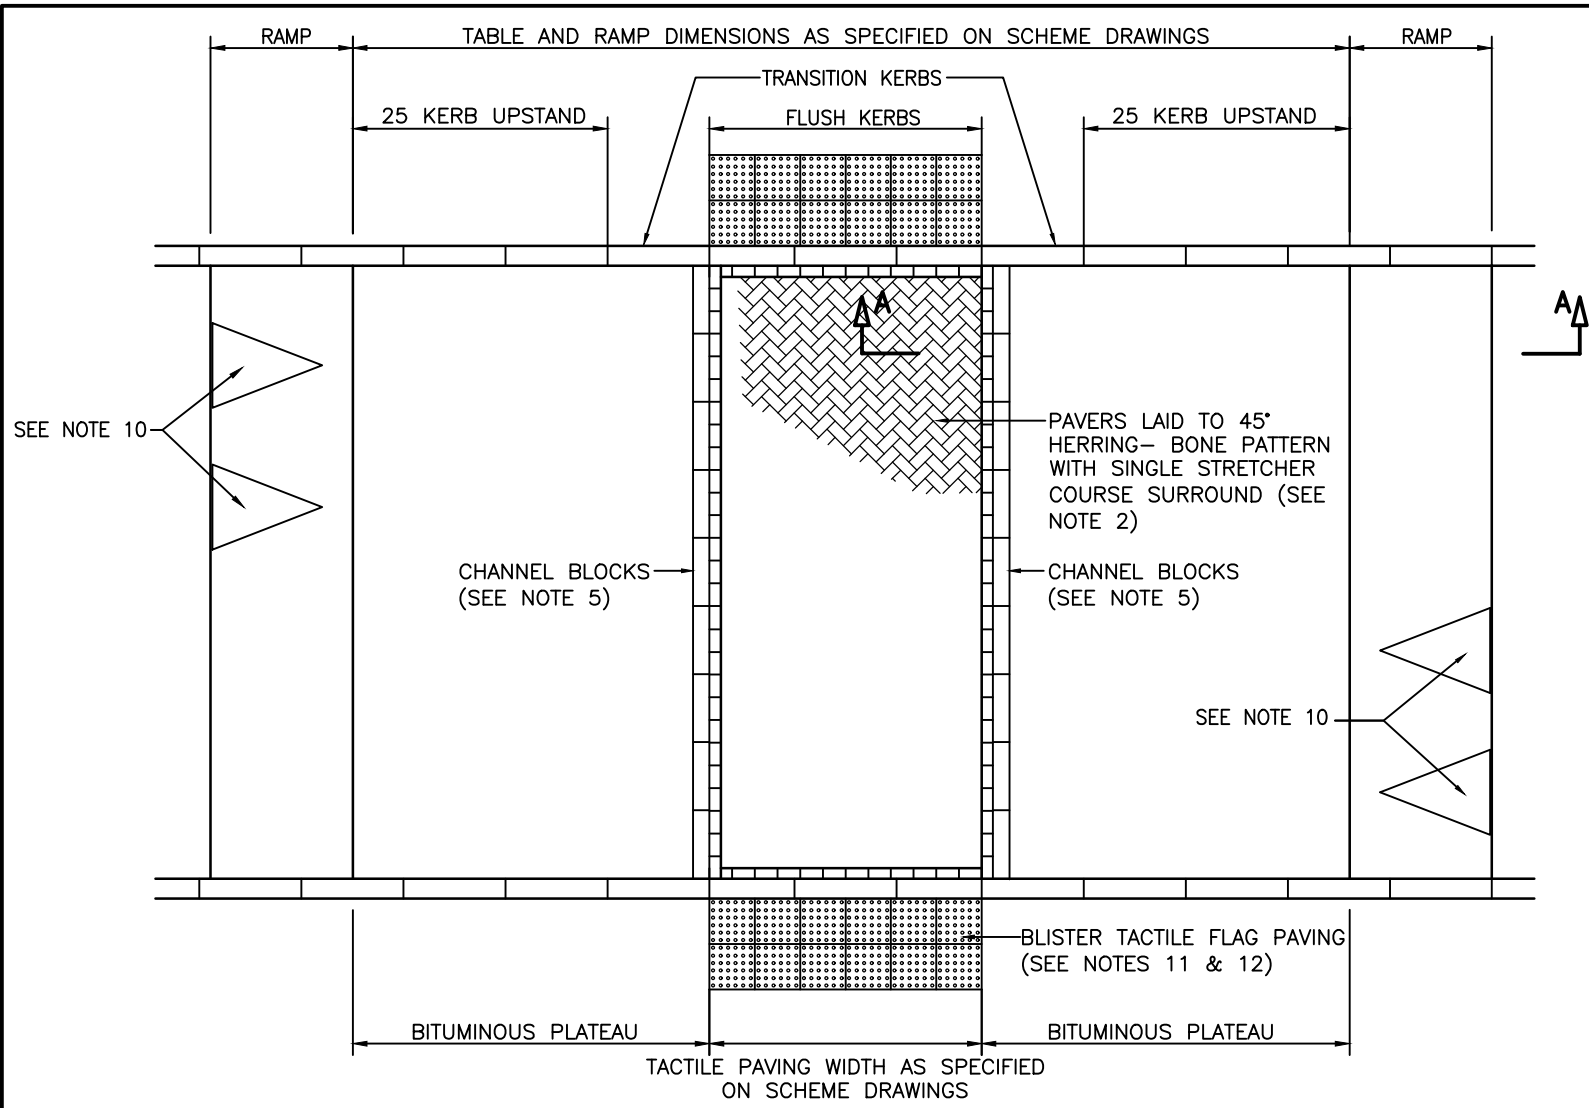 RAMP
TABLE AND RAMP DIMENSIONS AS SPECIFIED ON SCHEME DRAWINGS
RAMP
TRANSITION KERBS
25 KERB UPSTAND
FLUSH KERBS
25 KERB UPSTAND
A
A
SEE NOTE 10
PAVERS LAID TO 45°
HERRING- BONE PATTERN
WITH SINGLE STRETCHER
COURSE SURROUND (SEE
NOTE 2)
CHANNEL BLOCKS
(SEE NOTE 5)
CHANNEL BLOCKS
(SEE NOTE 5)
SEE NOTE 10
BLISTER TACTILE FLAG PAVING
(SEE NOTES 11 & 12)
BITUMINOUS PLATEAU
BITUMINOUS PLATEAU
TACTILE PAVING WIDTH AS SPECIFIED
ON SCHEME DRAWINGS